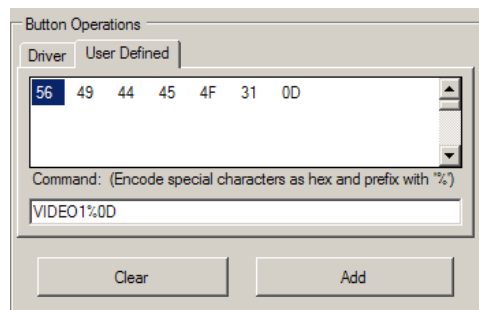 Button Operations
Driver User Defined
56 49 44 45 4F 31 0D
Command: (Encode special characters as hex and prefix with '%')
VIDEO1%0D
Clear Add